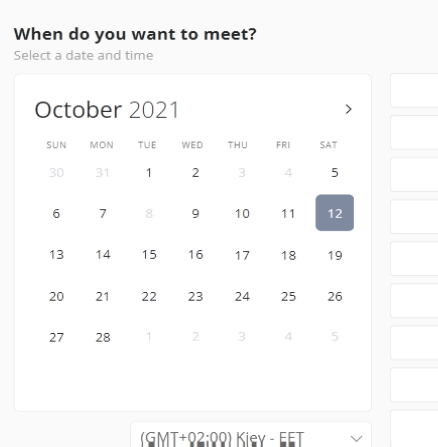 When do you want to meet?
Select a date and time
October 2021
SUN MON TUE WED THU FRI SAT
30 31 1 2 3 4 5
6 7 8 9 10 11 12
13 14 15 16 17 18 19
20 21 22 23 24 25 26
27 28 1 2 3 4 5
(GMT+02:00) Kiev - EET